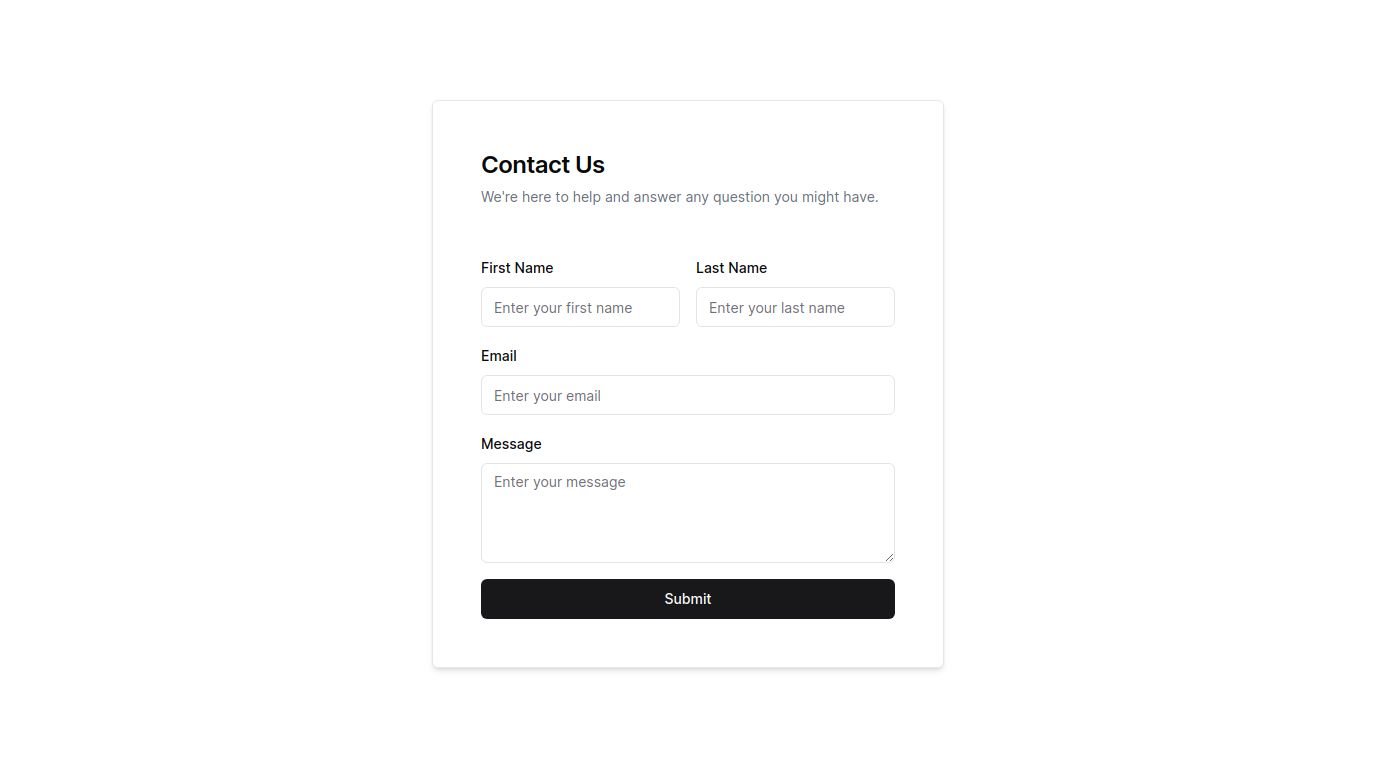 Contact Us
We're here to help and answer any question you might have.
First Name
Last Name
Enter your first name
Enter your last name
Email
Enter your email
Message
Enter your message
Submit